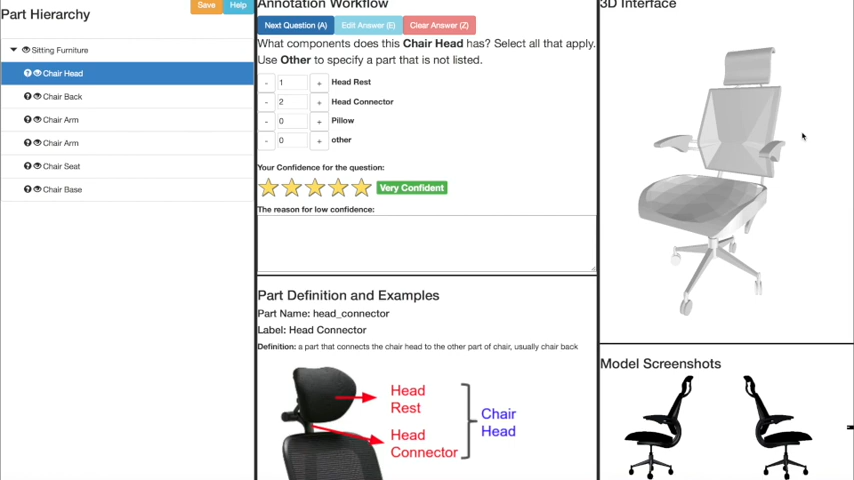 Part Hierarchy
Save
Help
Sitting Furniture
Chair Head
Chair Back
Chair Arm
Chair Arm
Chair Seat
Chair Base
Annotation Workflow
Next Question (A)
Edit Answer (E)
Clear Answer (Z)
What components does this Chair Head has? Select all that apply.
Use Other to specify a part that is not listed.
- 1 + Head Rest
- 2 + Head Connector
- 0 + Pillow
- 0 + other
Your Confidence for the question:
Very Confident
The reason for low confidence:
Part Definition and Examples
Part Name: head_connector
Label: Head Connector
Definition: a part that connects the chair head to the other part of chair, usually chair back
Head
Rest
Head
Connector
Chair
Head
3D Interface
Model Screenshots